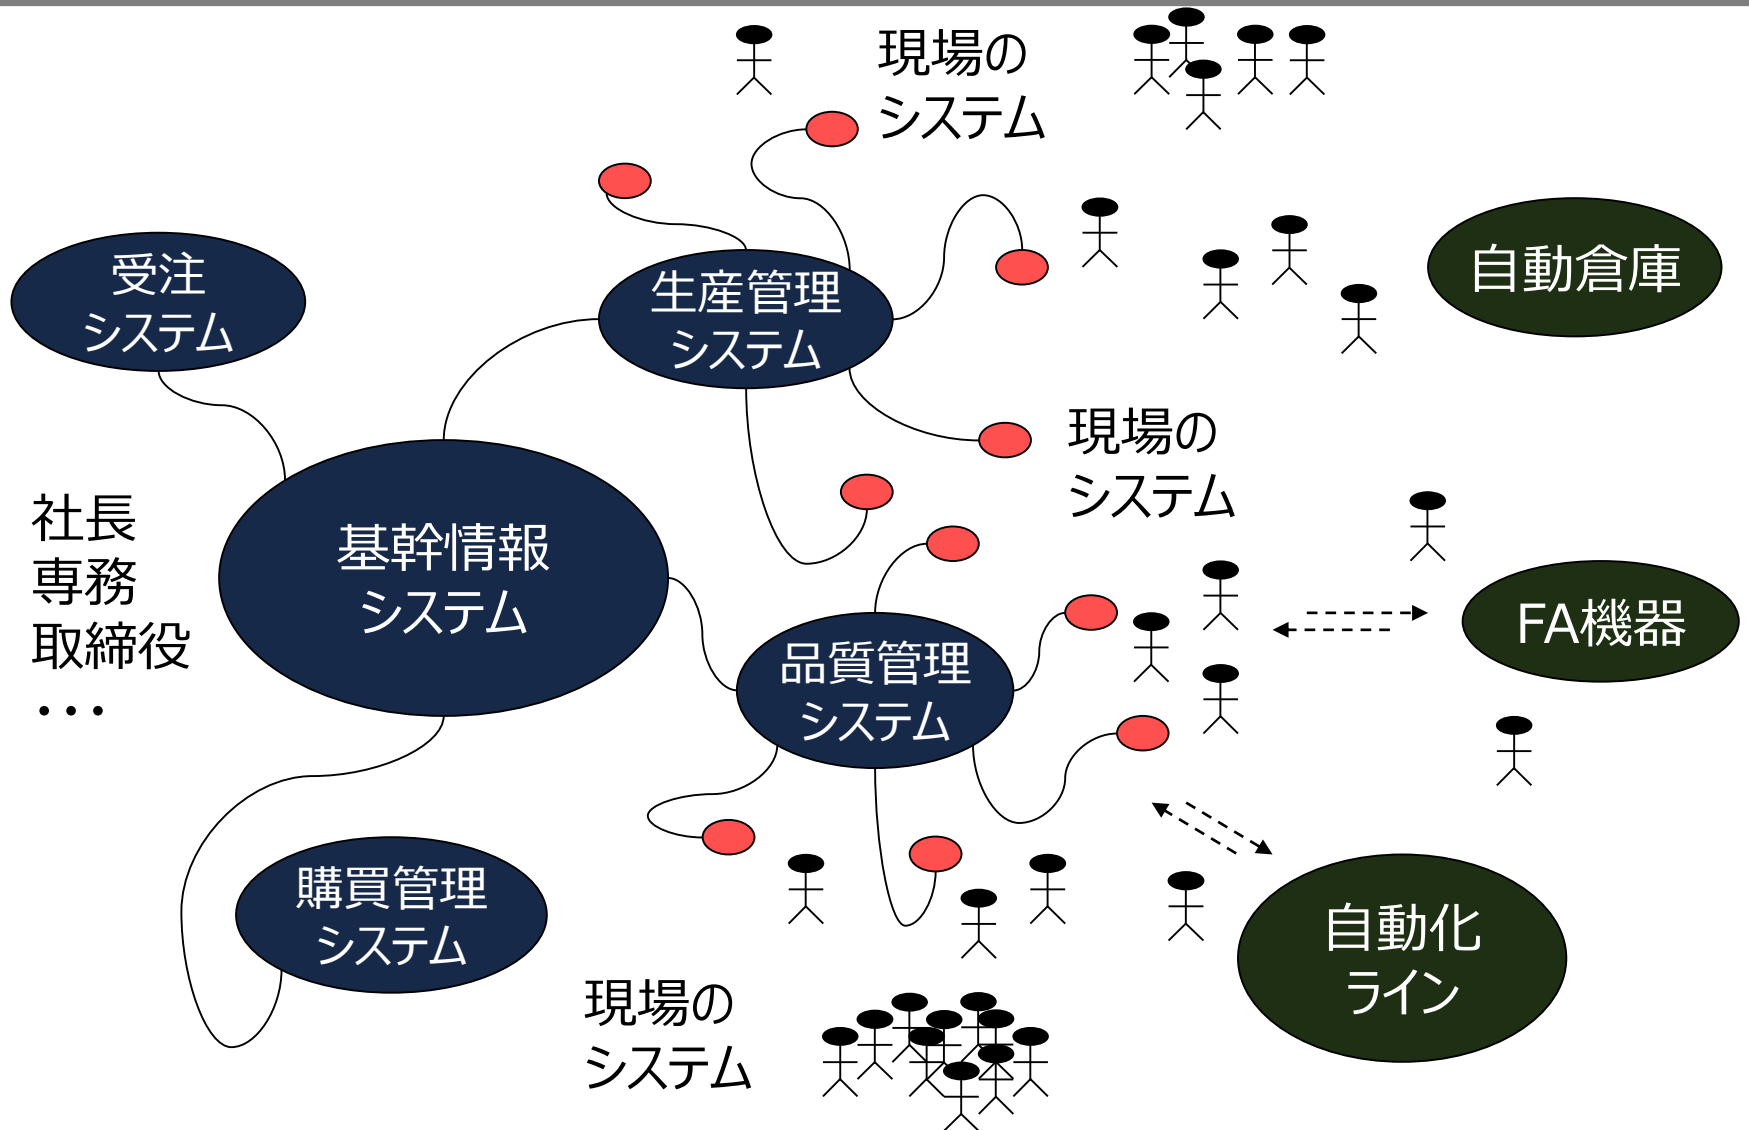 現場の
システム
受注
システム
生産管理
システム
自動倉庫
現場の
システム
社長
専務
取締役
・・・
基幹情報
システム
FA機器
品質管理
システム
購買管理
システム
自動化
ライン
現場の
システム